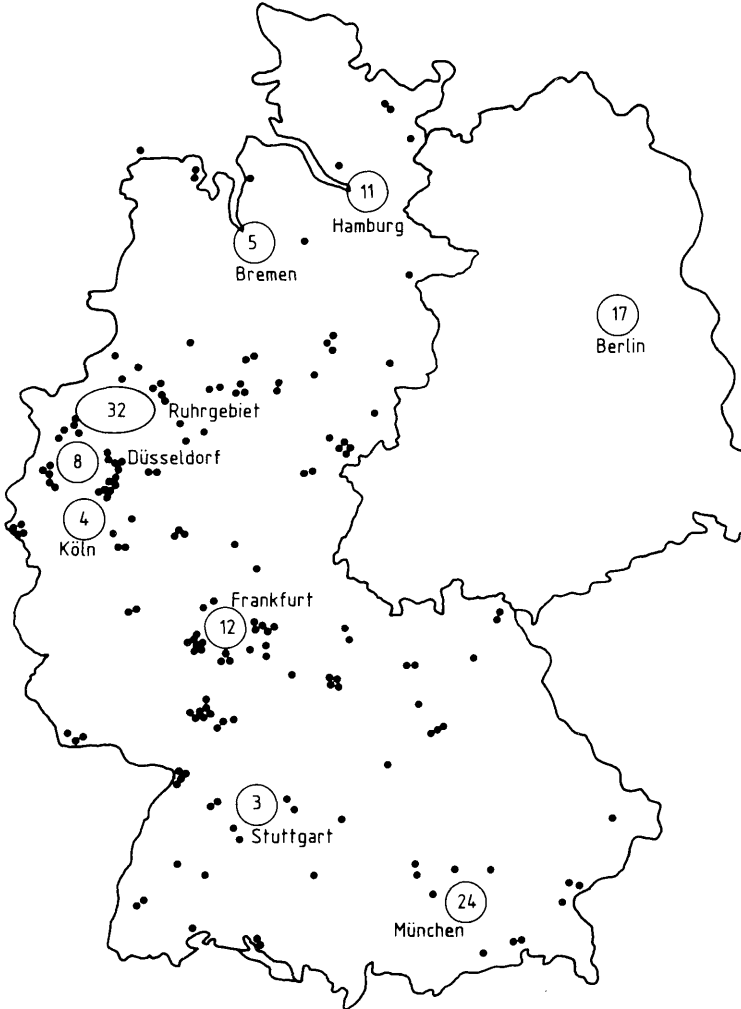 11
Hamburg
5
Bremen
17
Berlin
32
Ruhrgebiet
8
Düsseldorf
4
Köln
Frankfurt
12
3
Stuttgart
24
München